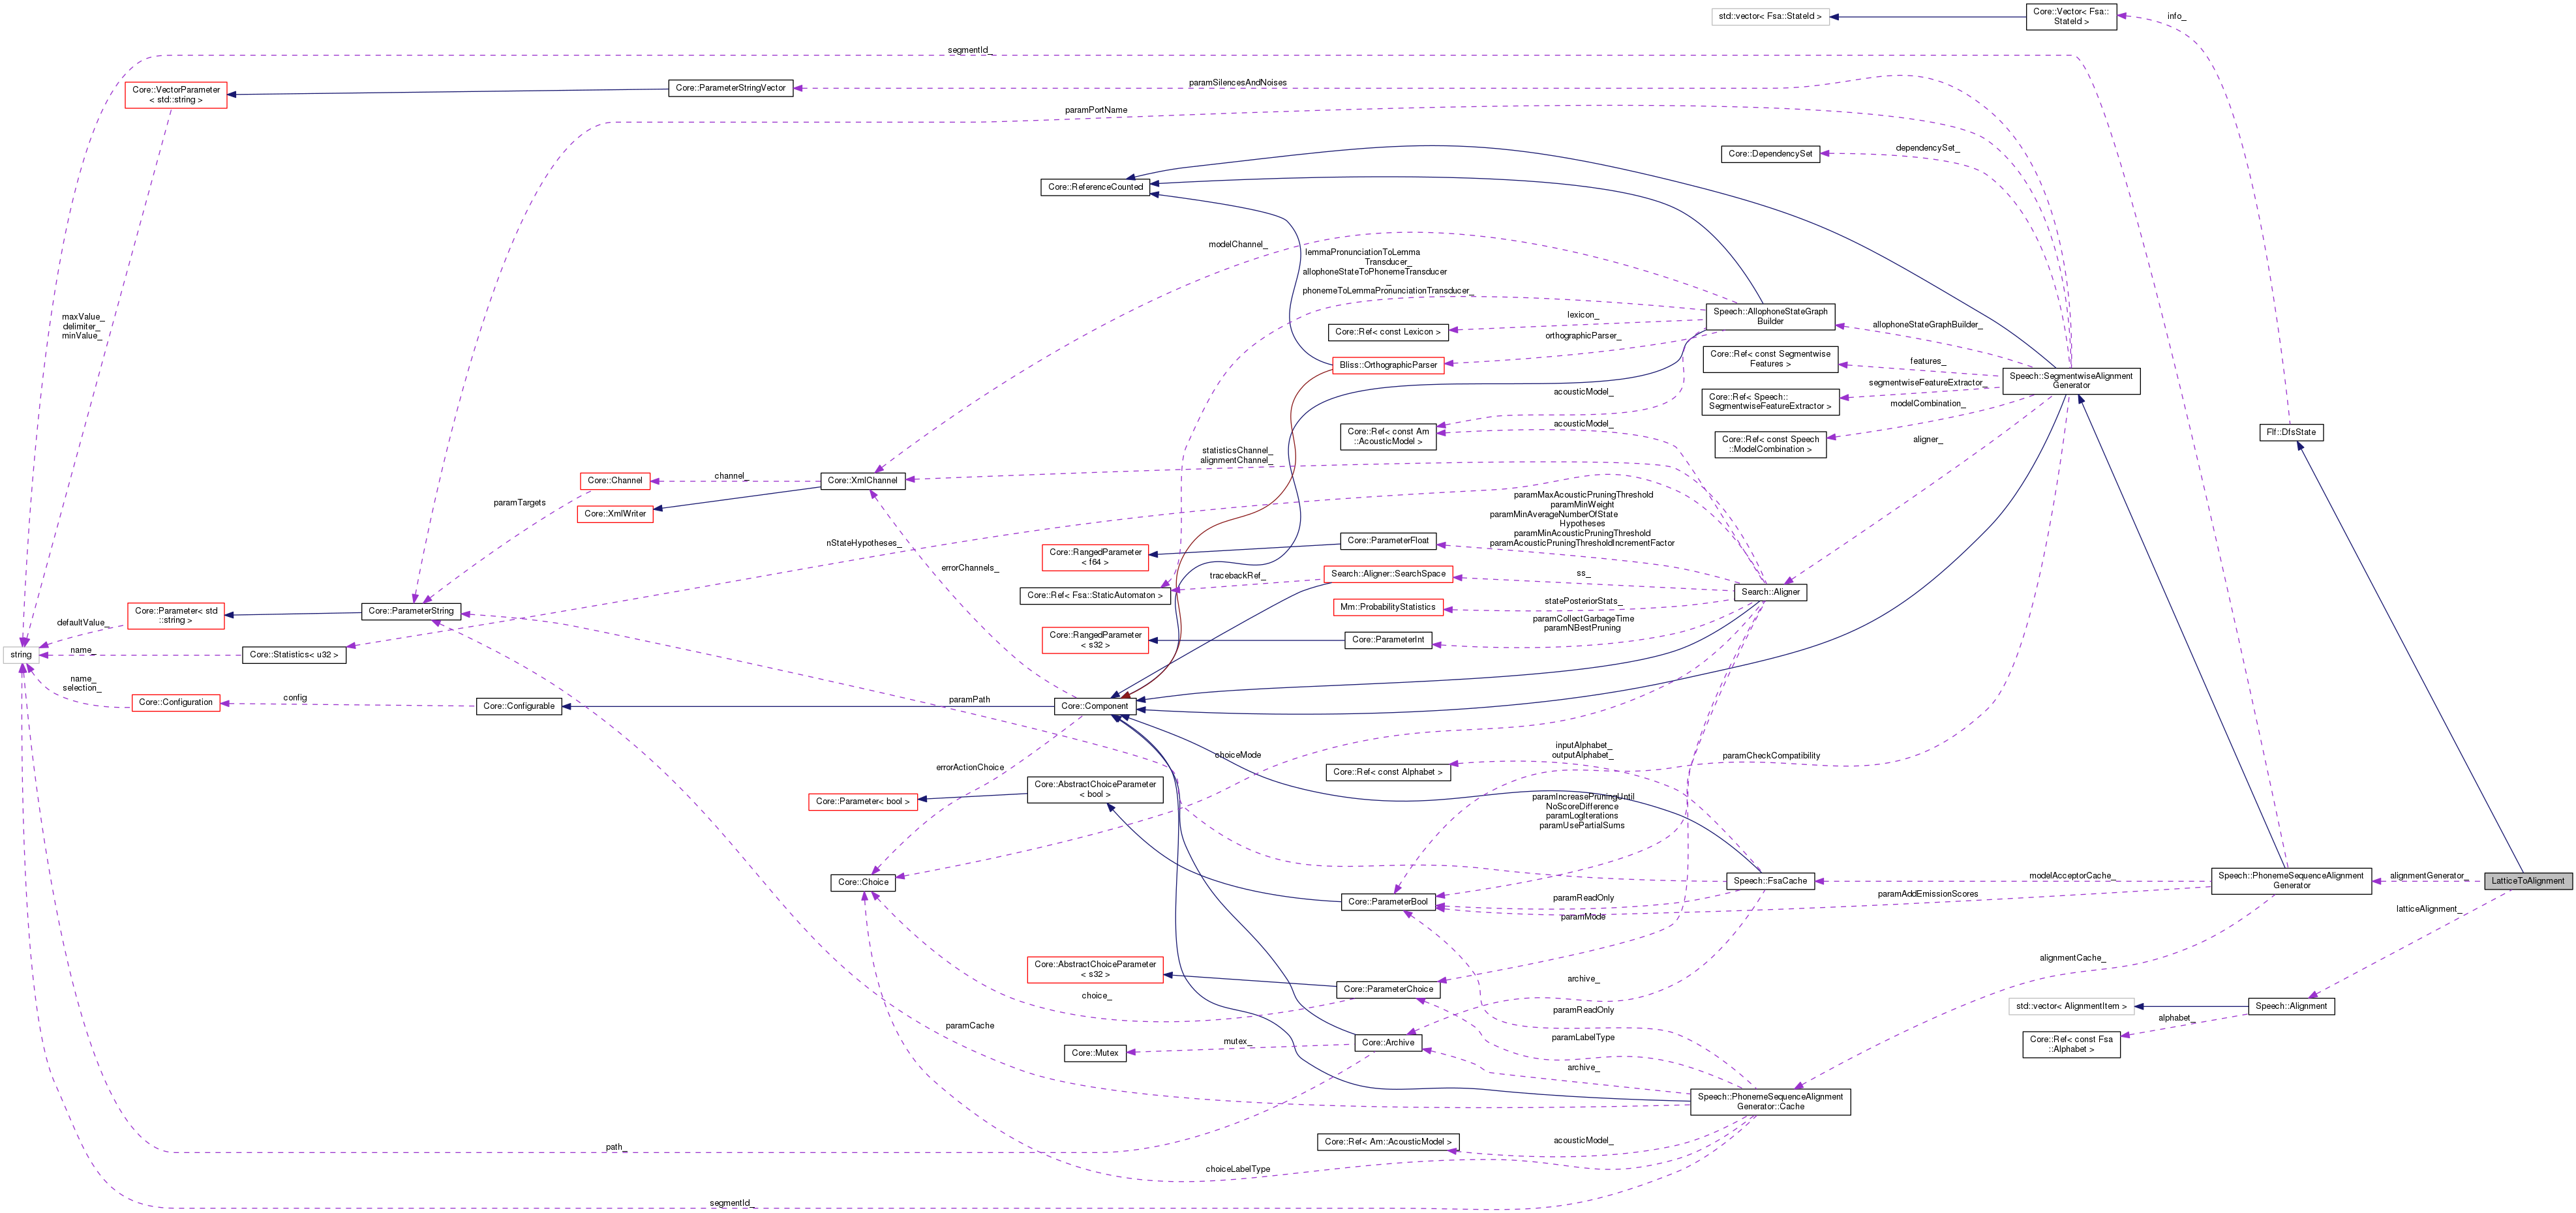 std::vector< Fsa::StateId >
Core::Vector< Fsa::
StateId >
info_
segmentId_
Core::VectorParameter
< std::string >
Core::ParameterStringVector
paramSilencesAndNoises
paramPortName
Core::DependencySet
dependencySet_
Core::ReferenceCounted
modelChannel_
lemmaPronunciationToLemma
Transducer_
allophoneStateToPhonemeTransducer
_
phonemeToLemmaPronunciationTransducer_
maxValue_
delimiter_
minValue_
Core::Ref< const Lexicon >
lexicon_
Speech::AllophoneStateGraph
Builder
allophoneStateGraphBuilder_
orthographicParser_
Bliss::OrthographicParser
Core::Ref< const Segmentwise
Features >
features_
Speech::SegmentwiseAlignment
Generator
segmentwiseFeatureExtractor_
Core::Ref< Speech::
SegmentwiseFeatureExtractor >
modelCombination_
acousticModel_
Core::Ref< const Am
::AcousticModel >
acousticModel_
Core::Ref< const Speech
::ModelCombination >
aligner_
Flf::DfsState
statisticsChannel_
alignmentChannel_
Core::Channel
channel_
Core::XmlChannel
paramTargets
Core::XmlWriter
paramMaxAcousticPruningThreshold
paramMinWeight
paramMinAverageNumberOfState
Hypotheses
paramMinAcousticPruningThreshold
paramAcousticPruningThresholdIncrementFactor
nStateHypotheses_
Core::RangedParameter
< f64 >
Core::ParameterFloat
errorChannels_
tracebackRef_
Search::Aligner::SearchSpace
ss_
Core::Ref< Fsa::StaticAutomaton >
Search::Aligner
Mm::ProbabilityStatistics
statePosteriorStats_
Core::Parameter< std
::string >
Core::ParameterString
defaultValue_
paramCollectGarbageTime
paramNBestPruning
Core::RangedParameter
< s32 >
Core::ParameterInt
string
name_
Core::Statistics< u32 >
name_
selection_
Core::Configuration
config
Core::Configurable
paramPath
Core::Component
choiceMode
inputAlphabet_
outputAlphabet_
paramCheckCompatibility
errorActionChoice
Core::Ref< const Alphabet >
Core::Parameter< bool >
Core::AbstractChoiceParameter
< bool >
paramIncreasePruningUntil
NoScoreDifference
paramLogIterations
paramUsePartialSums
Core::Choice
Speech::FsaCache
modelAcceptorCache_
Speech::PhonemeSequenceAlignment
Generator
alignmentGenerator_
LatticeToAlignment
Core::ParameterBool
paramReadOnly
paramAddEmissionScores
paramMode
latticeAlignment_
Core::AbstractChoiceParameter
< s32 >
Core::ParameterChoice
choice_
archive_
alignmentCache_
paramReadOnly
std::vector< AlignmentItem >
Speech::Alignment
alphabet_
paramCache
Core::Mutex
mutex_
Core::Archive
paramLabelType
Core::Ref< const Fsa
::Alphabet >
archive_
Speech::PhonemeSequenceAlignment
Generator::Cache
path_
Core::Ref< Am::AcousticModel >
acousticModel_
choiceLabelType
segmentId_